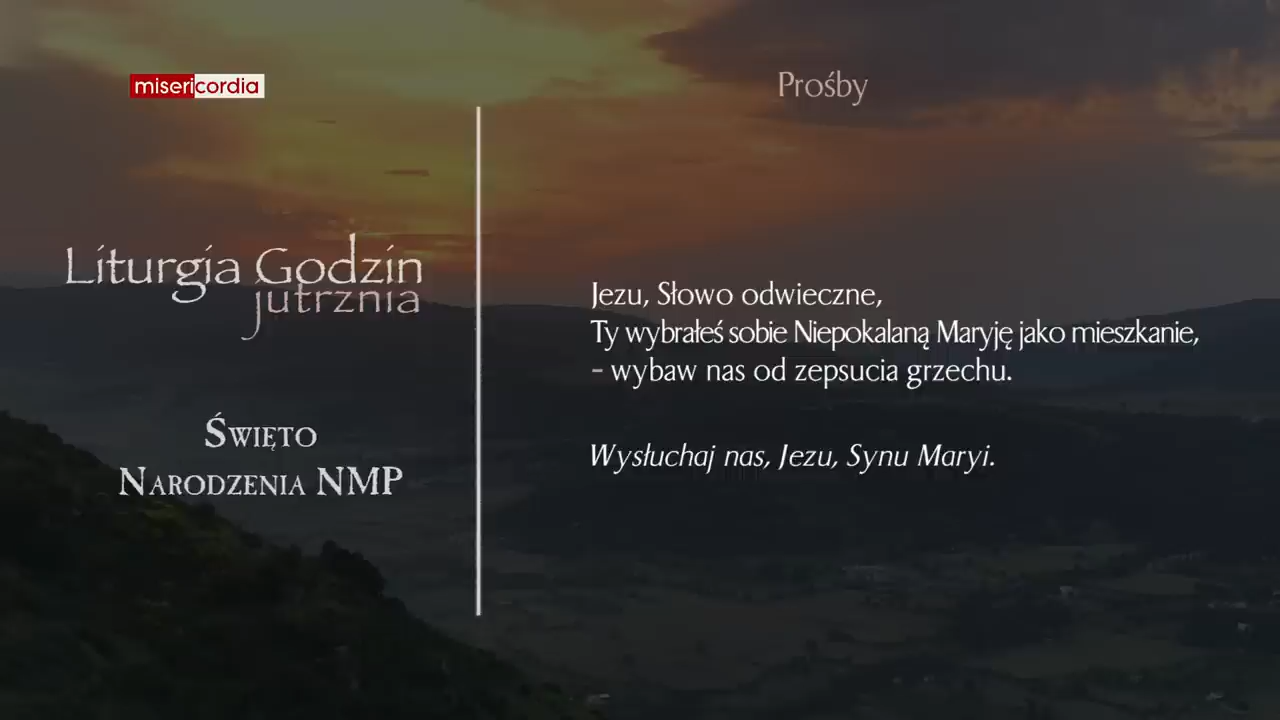 misericordia
Liturgia Godzin
jutrznia
Święto
Narodzenia NMP
Prośby
Jezu, Słowo odwieczne,
Ty wybrałeś sobie Niepokalaną Maryję jako mieszkanie,
- wybaw nas od zepsucia grzechu.
Wysłuchaj nas, Jezu, Synu Maryi.